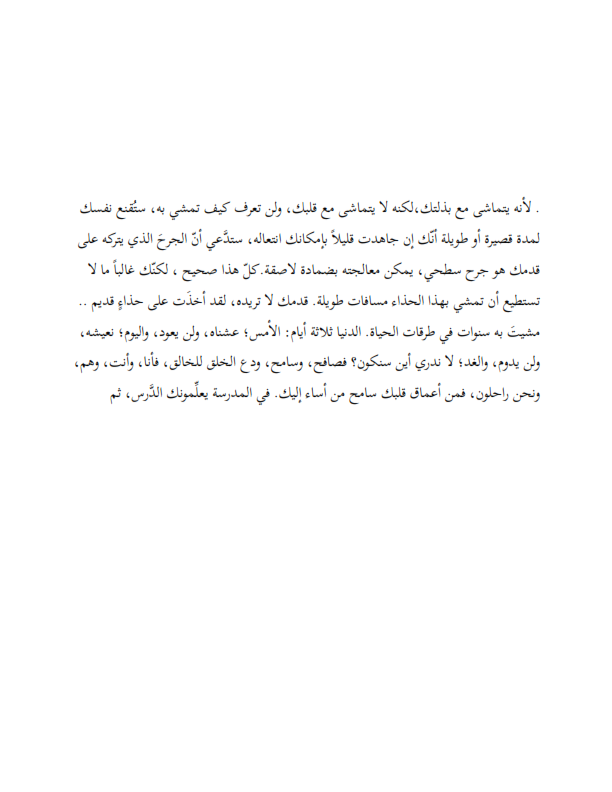 . لأنه يتماشى مع بذلتك،لكنه لا يتماشى مع قلبك، ولن تعرف كيف تمشي به، ستُقنع نفسك
لمدة قصيرة أو طويلة أنّك إن جاهدت قليلاً بإمكانك انتعاله، ستدَّعي أنّ الجرحَ الذي يتركه على
قدمك هو جرح سطحي، يمكن معالجته بضمادة لاصقة.كلّ هذا صحيح ، لكنّك غالباً ما لا
تستطيع أن تمشي بهذا الحذاء مسافات طويلة. قدمك لا تريده، لقد أخذَت على حذاءٍ قديم ..
مشيتَ به سنوات في طرقات الحياة. الدنيا ثلاثة أيام: الأمس؛ عشناه، ولن يعود، واليوم؛ نعيشه،
ولن يدوم، والغد؛ لا ندري أين سنكون؟ فصافح، وسامح، ودع الخلق للخالق، فأنا، وأنت، وهم،
ونحن راحلون، فمن أعماق قلبك سامح من أساء إليك. في المدرسة يعلِّمونك الدَّرس، ثم